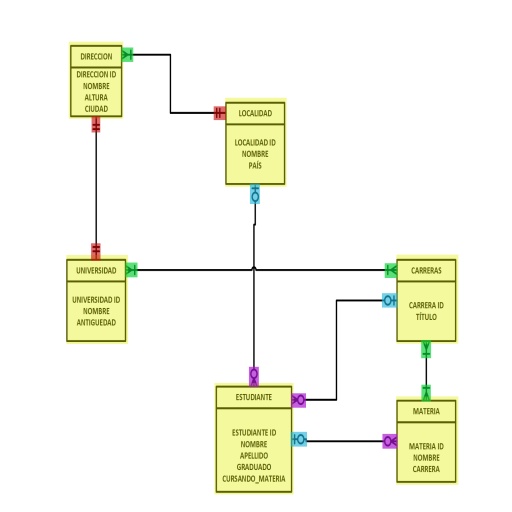 DIRECCION
DIRECCION ID
NOMBRE
ALTURA
CIUDAD
LOCALIDAD
LOCALIDAD ID
NOMBRE
PAÍS
UNIVERSIDAD
UNIVERSIDAD ID
NOMBRE
ANTIGUEDAD
CARRERAS
CARRERA ID
TÍTULO
ESTUDIANTE
ESTUDIANTE ID
NOMBRE
APELLIDO
GRADUADO
CURSANDO_MATERIA
MATERIA
MATERIA ID
NOMBRE
CARRERA